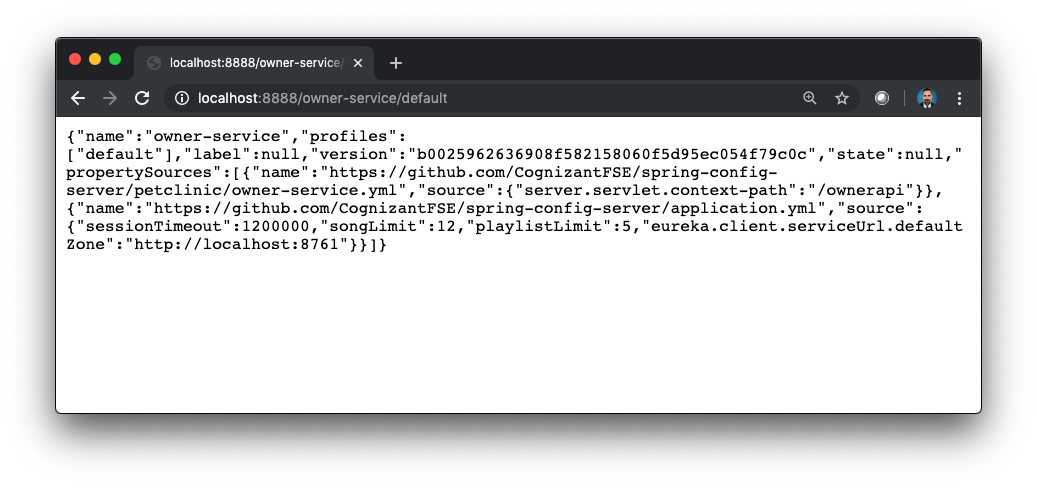 localhost:8888/owner-service/
localhost:8888/owner-service/default
{"name":"owner-service","profiles":
["default"],"label":null,"version":"b0025962636908f582158060f5d95ec054f79c0c","state":null,"
propertySources":[{"name":"https://github.com/CognizantFSE/spring-config-
server/petclinic/owner-service.yml","source":{"server.servlet.context-path":"/ownerapi"}},
{"name":"https://github.com/CognizantFSE/spring-config-server/application.yml","source":
{"sessionTimeout":1200000,"songLimit":12,"playlistLimit":5,"eureka.client.serviceUrl.default
Zone":"http://localhost:8761"}}]}